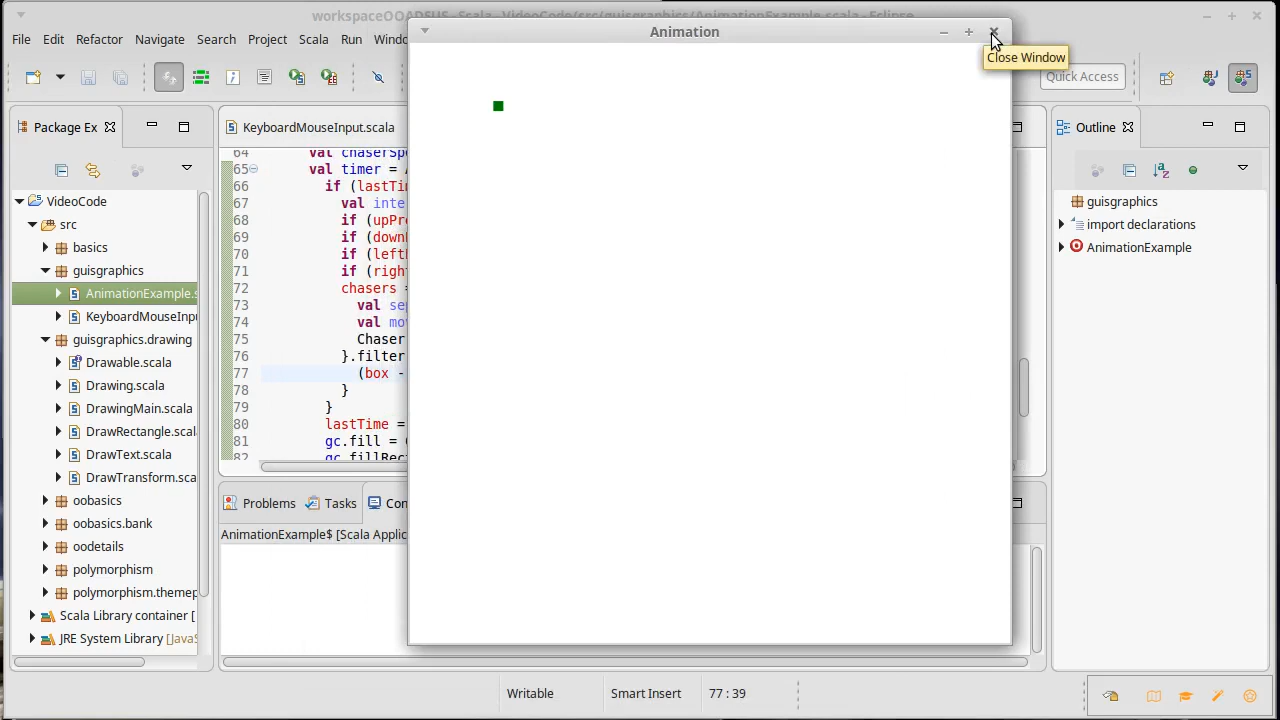 workspaceOOADSUF - Scala - VideoCode/src/guisgraphics/AnimationExample.scala - Eclipse
File Edit Refactor Navigate Search Project Scala Run Windo
Animation
Close Window
Quick Access
Package Ex
KeyboardMouseInput.scala
Outline
VideoCode
src
basics
guisgraphics
AnimationExample.s
KeyboardMouseInpu
guisgraphics.drawing
Drawable.scala
Drawing.scala
DrawingMain.scala
DrawRectangle.scal
DrawText.scala
DrawTransform.sca
oobasics
oobasics.bank
oodetails
polymorphism
polymorphism.themep
Scala Library container [
JRE System Library [JavaS
64 val chaserSpe
65 val timer = A
66 if (lastTim
67 val inte
68 if (upPre
69 if (down
70 if (left
71 if (righ
72 chasers =
73 val sep
74 val mo
75 Chaser
76 }.filter
77 (box -
78 }
79 }
80 lastTime =
81 gc.fill = C
82 gc.fillRec
guisgraphics
import declarations
AnimationExample
Problems Tasks Con
AnimationExample$ [Scala Applic
Writable Smart Insert 77 : 39